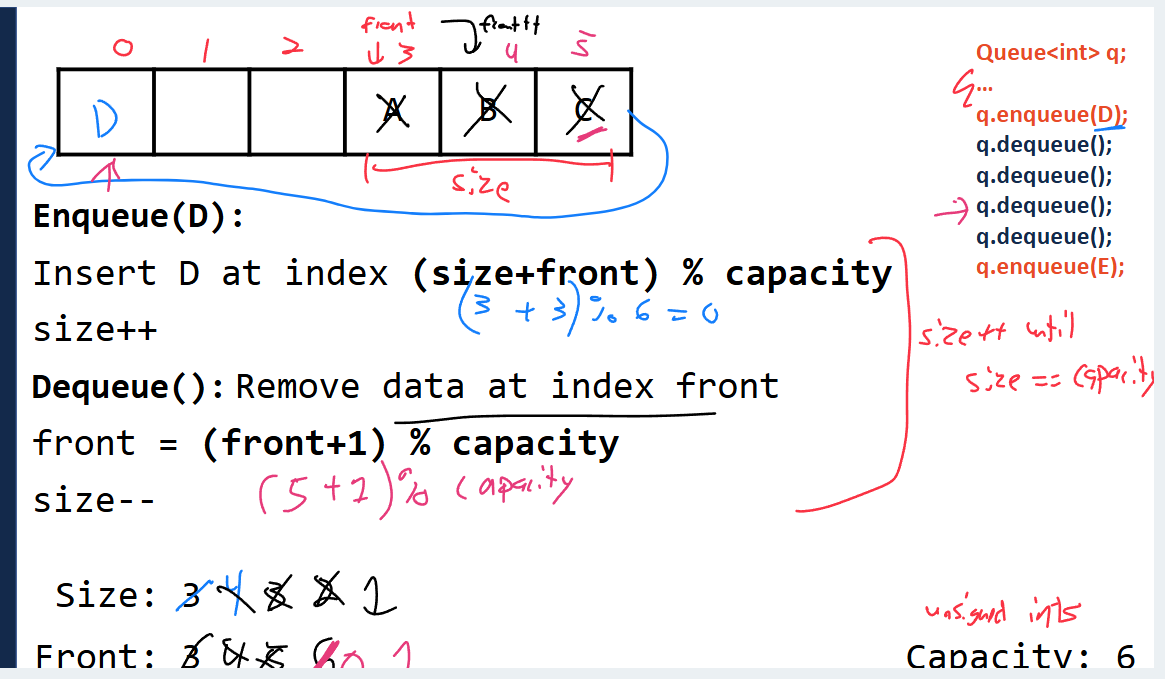 front front++
0 1 2 ↓ 3 4 5
D A B C
size
Queue<int> q;
...
q.enqueue(D);
q.dequeue();
q.dequeue();
→ q.dequeue();
q.dequeue();
q.enqueue(E);
Enqueue(D):
Insert D at index (size+front) % capacity
(3 + 3) % 6 = 0
size++
size++ until
size == capacity
Dequeue(): Remove data at index front
front = (front+1) % capacity
(5+1) % capacity
size--
Size: 3 4 3 2 1
unsigned ints
Front: 3 4 5 6 0 1
Capacity: 6